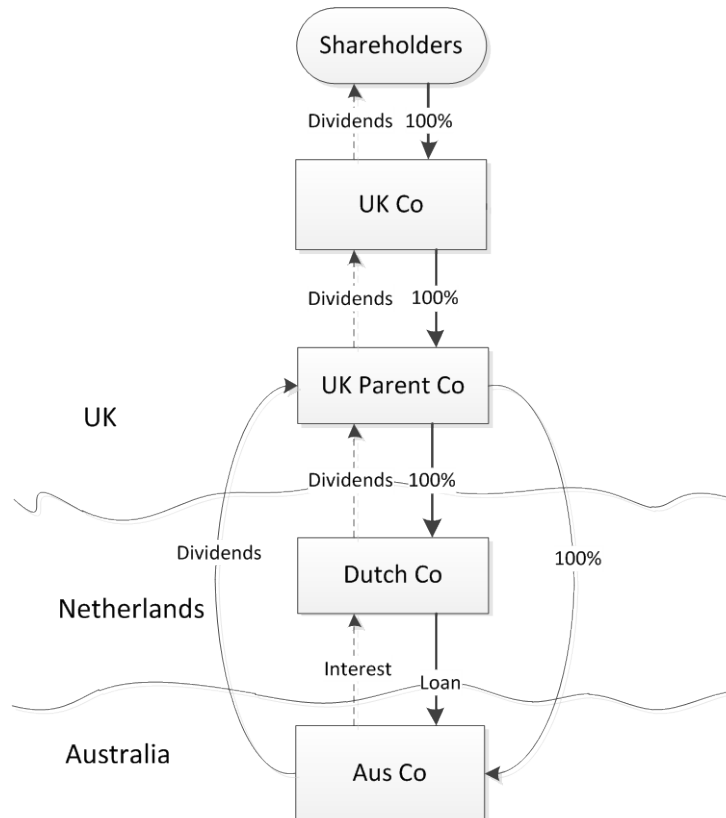 Shareholders
Dividends 100%
UK Co
Dividends 100%
UK Parent Co
UK
Dividends 100%
Dividends
100%
Dutch Co
Netherlands
Interest
Loan
Australia
Aus Co